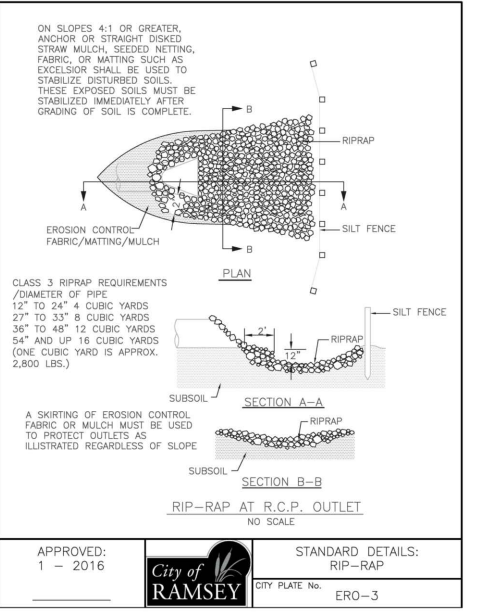 ON SLOPES 4:1 OR GREATER,
ANCHOR OR STRAIGHT DISKED
STRAW MULCH, SEEDED NETTING,
FABRIC, OR MATTING SUCH AS
EXCELSIOR SHALL BE USED TO
STABILIZE DISTURBED SOILS.
THESE EXPOSED SOILS MUST BE
STABILIZED IMMEDIATELY AFTER
GRADING OF SOIL IS COMPLETE.
B
RIPRAP
2'
A
A
EROSION CONTROL
FABRIC/MATTING/MULCH
SILT FENCE
B
PLAN
CLASS 3 RIPRAP REQUIREMENTS
/DIAMETER OF PIPE
12" TO 24" 4 CUBIC YARDS
27" TO 33" 8 CUBIC YARDS
36" TO 48" 12 CUBIC YARDS
54" AND UP 16 CUBIC YARDS
(ONE CUBIC YARD IS APPROX.
2,800 LBS.)
SILT FENCE
2'
RIPRAP
12"
SUBSOIL
SECTION A-A
A SKIRTING OF EROSION CONTROL
FABRIC OR MULCH MUST BE USED
TO PROTECT OUTLETS AS
ILLISTRATED REGARDLESS OF SLOPE
RIPRAP
SUBSOIL
SECTION B-B
RIP-RAP AT R.C.P. OUTLET
NO SCALE
APPROVED:
1 - 2016
City of
RAMSEY
STANDARD DETAILS:
RIP-RAP
CITY PLATE No.
ERO-3